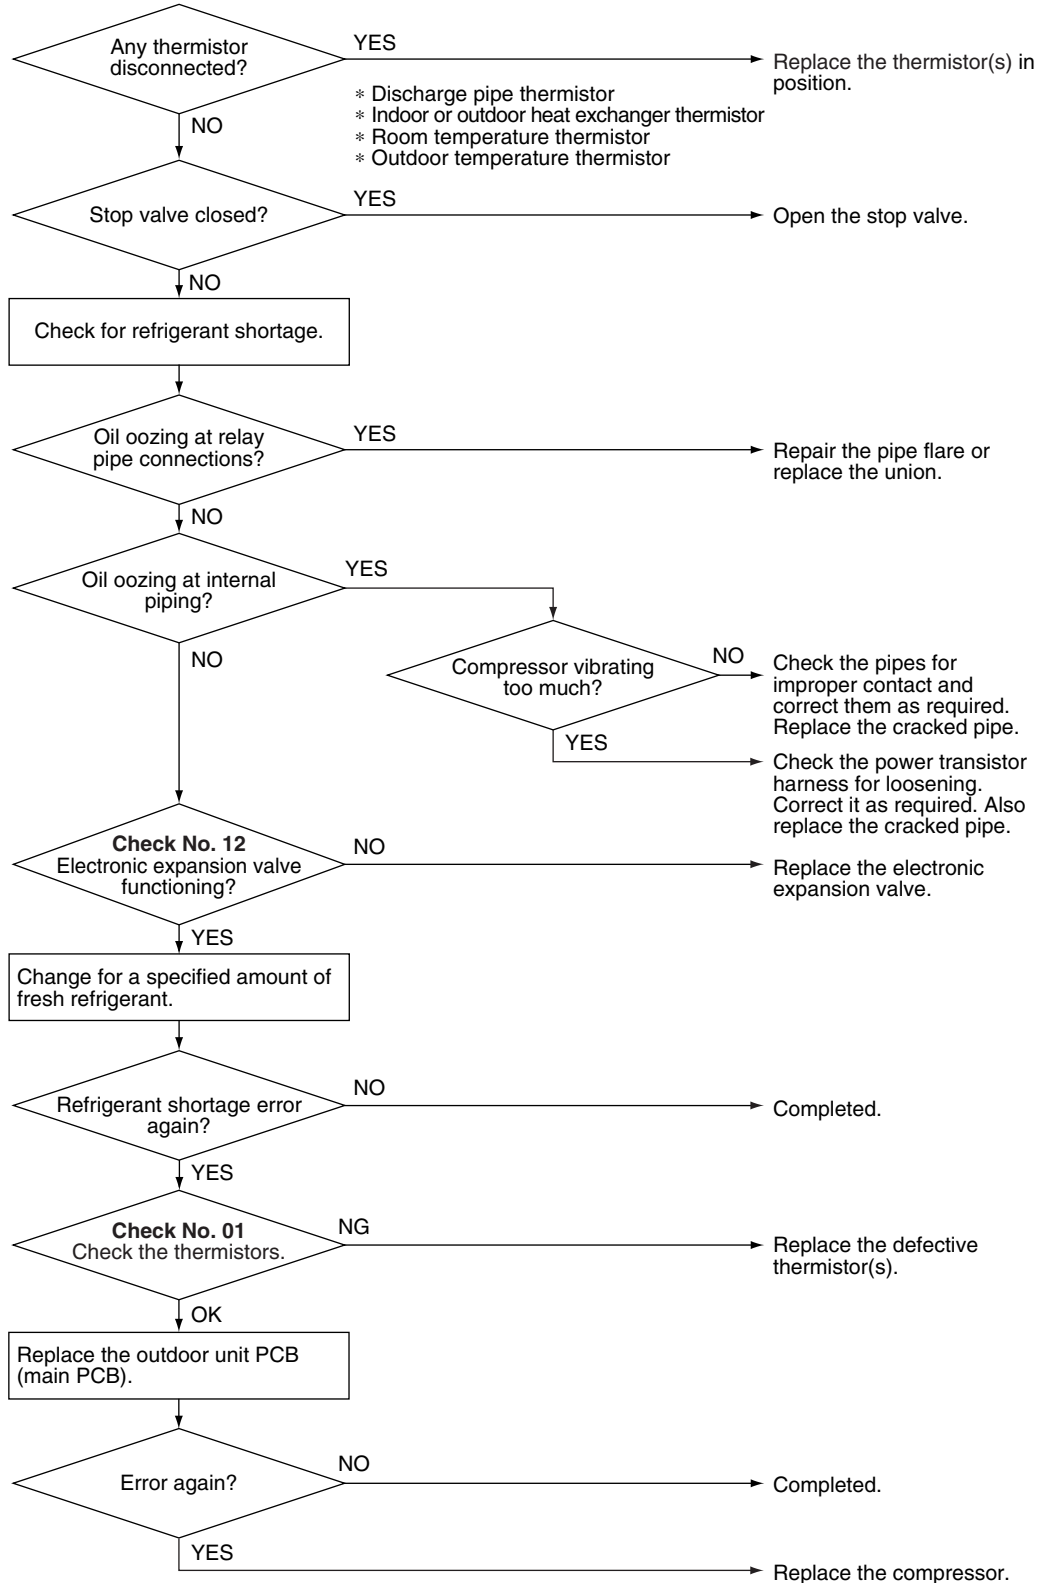 Any thermistor
disconnected?
YES
Replace the thermistor(s) in
position.
∗ Discharge pipe thermistor
∗ Indoor or outdoor heat exchanger thermistor
∗ Room temperature thermistor
∗ Outdoor temperature thermistor
NO
Stop valve closed?
YES
Open the stop valve.
NO
Check for refrigerant shortage.
Oil oozing at relay
pipe connections?
YES
Repair the pipe flare or
replace the union.
NO
Oil oozing at internal
piping?
YES
NO
Compressor vibrating
too much?
NO
Check the pipes for
improper contact and
correct them as required.
Replace the cracked pipe.
YES
Check the power transistor
harness for loosening.
Correct it as required. Also
replace the cracked pipe.
Check No. 12
Electronic expansion valve
functioning?
NO
Replace the electronic
expansion valve.
YES
Change for a specified amount of
fresh refrigerant.
Refrigerant shortage error
again?
NO
Completed.
YES
Check No. 01
Check the thermistors.
NG
Replace the defective
thermistor(s).
OK
Replace the outdoor unit PCB
(main PCB).
Error again?
NO
Completed.
YES
Replace the compressor.